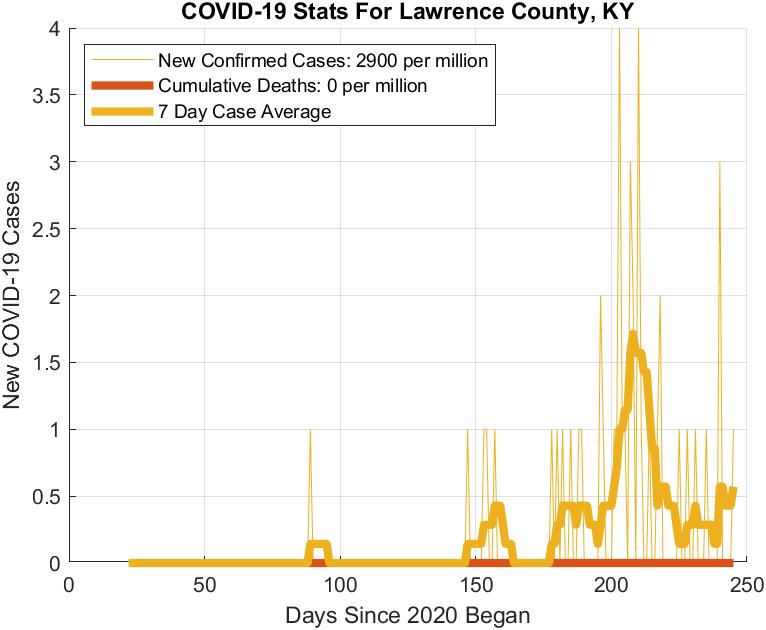 COVID-19 Stats For Lawrence County, KY
New Confirmed Cases: 2900 per million
Cumulative Deaths: 0 per million
7 Day Case Average
New COVID-19 Cases
4
3.5
3
2.5
2
1.5
1
0.5
0
0 50 100 150 200 250
Days Since 2020 Began